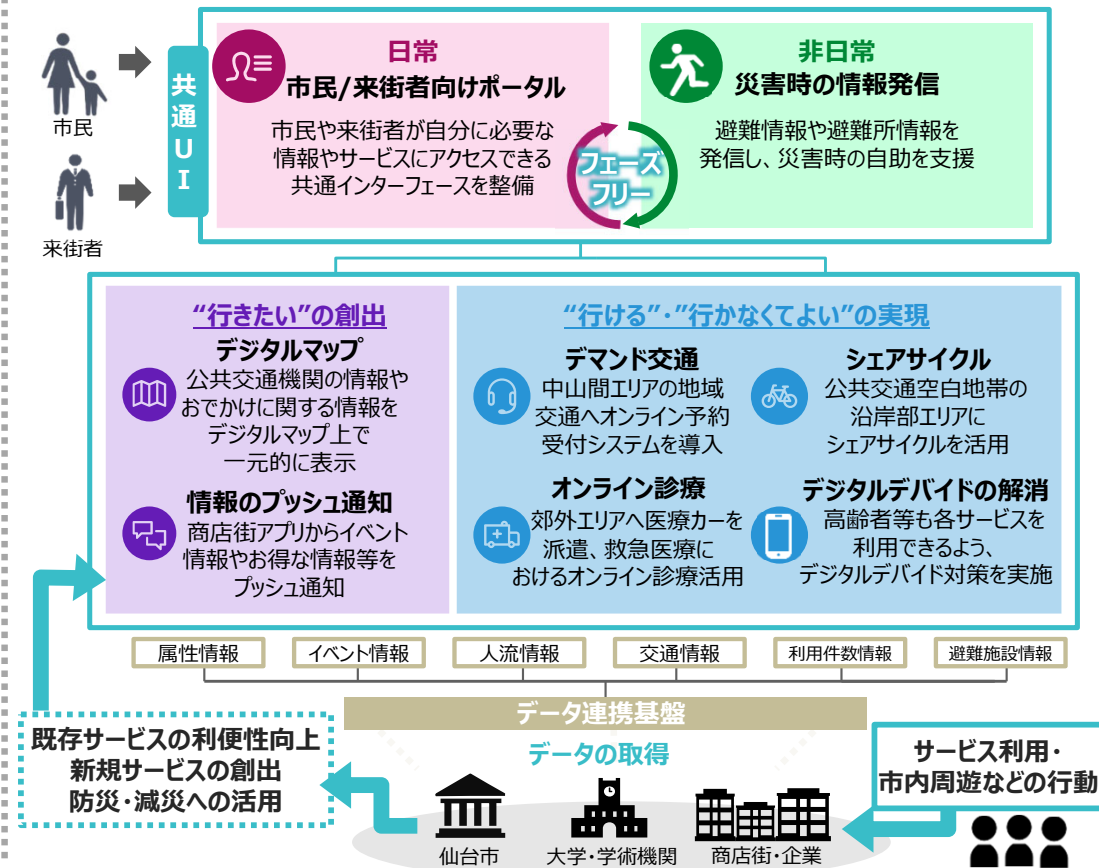 市民
来街者
共通UI
日常
市民/来街者向けポータル
市民や来街者が自分に必要な
情報やサービスにアクセスできる
共通インターフェースを整備
フェーズ
フリー
非日常
災害時の情報発信
避難情報や避難所情報を
発信し、災害時の自助を支援
“行きたい”の創出
デジタルマップ
公共交通機関の情報や
おでかけに関する情報を
デジタルマップ上で
一元的に表示
情報のプッシュ通知
商店街アプリからイベント
情報やお得な情報等を
プッシュ通知
“行ける”・”行かなくてよい”の実現
デマンド交通
中山間エリアの地域
交通へオンライン予約
受付システムを導入
シェアサイクル
公共交通空白地帯の
沿岸部エリアに
シェアサイクルを活用
オンライン診療
郊外エリアへ医療カーを
派遣、救急医療に
おけるオンライン診療活用
デジタルデバイドの解消
高齢者等も各サービスを
利用できるよう、
デジタルデバイド対策を実施
属性情報
イベント情報
人流情報
交通情報
利用件数情報
避難施設情報
データ連携基盤
データの取得
既存サービスの利便性向上
新規サービスの創出
防災・減災への活用
仙台市
大学・学術機関
商店街・企業
サービス利用・
市内周遊などの行動